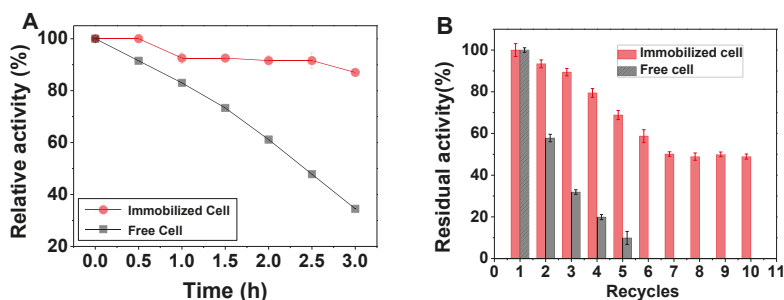 A
Relative activity (%)
100
80
60
40
20
Immobilized Cell
Free Cell
0.0 0.5 1.0 1.5 2.0 2.5 3.0
Time (h)
B
Residual activity(%)
100
80
60
40
20
0
Immobilized cell
Free cell
0 1 2 3 4 5 6 7 8 9 10 11
Recycles